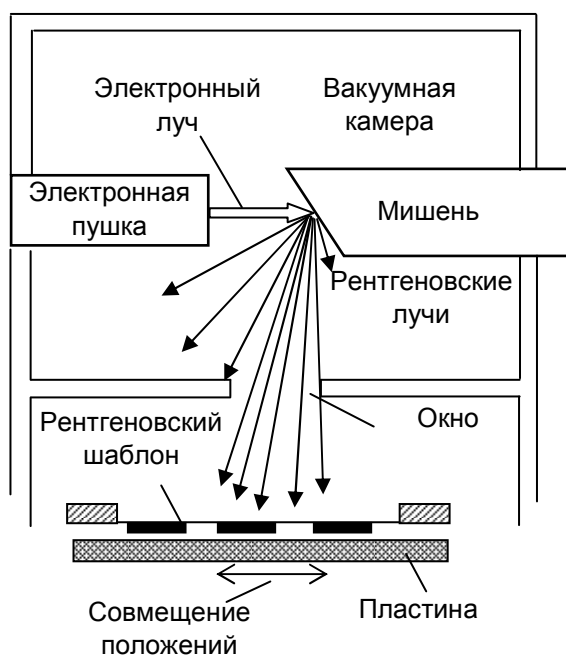 Электронный
луч
Вакуумная
камера
Электронная
пушка
Мишень
Рентгеновские
лучи
Рентгеновский
шаблон
Окно
Совмещение
положений
Пластина